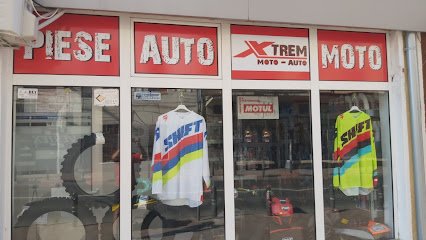 PIESE
AUTO
XTREM
MOTO - AUTO
MOTO
MOTUL
SHIFT
SHIFT